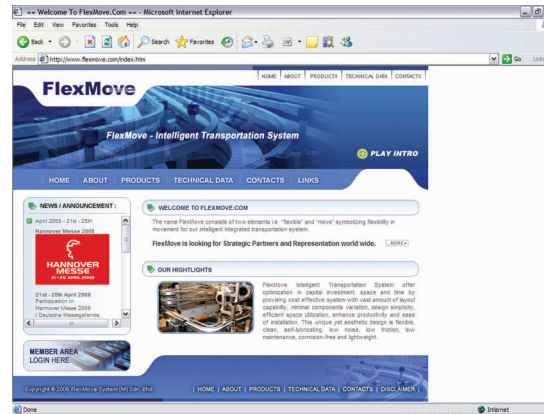 == Welcome To FlexMove.Com == - Microsoft Internet Explorer
File Edit View Favorites Tools Help
Back Search Favorites
Address http://www.flexmove.com/index.htm Go Links
HOME ABOUT PRODUCTS TECHNICAL DATA CONTACTS
FlexMove
FlexMove - Intelligent Transportation System
PLAY INTRO
HOME ABOUT PRODUCTS TECHNICAL DATA CONTACTS LINKS
NEWS / ANNOUNCEMENT :
April 2008 - 21st - 25th
Hannover Messe 2008
HANNOVER
MESSE
21-25 APRIL 2008
21st - 25th April 2008
Participation in
Hannover Messe 2008
( Deutsche Messegelände,
MEMBER AREA
LOGIN HERE
WELCOME TO FLEXMOVE.COM
The name FlexMove consists of two elements i.e. "flexible" and "move" symbolizing flexibility in
movement for our intelligent integrated transportation system.
FlexMove is looking for Strategic Partners and Representation world wide. MORE
OUR HIGHTLIGHTS
FlexMove Intelligent Transportation System offer
optimization in capital investment, space and time by
providing cost effective system with vast amount of layout
capability, minimal components variation, design simplicity,
efficient space utilization, enhance productivity and ease
of installation. This unique yet aesthetic design is flexible,
clean, self-lubricating, low noise, low friction, low
maintenance, corrosion-free and lightweight.
Copyright © 2006 FlexMove System (M) Sdn. Bhd. | HOME | ABOUT | PRODUCTS | TECHNICAL DATA | CONTACTS | DISCLAIMER |
Done Internet